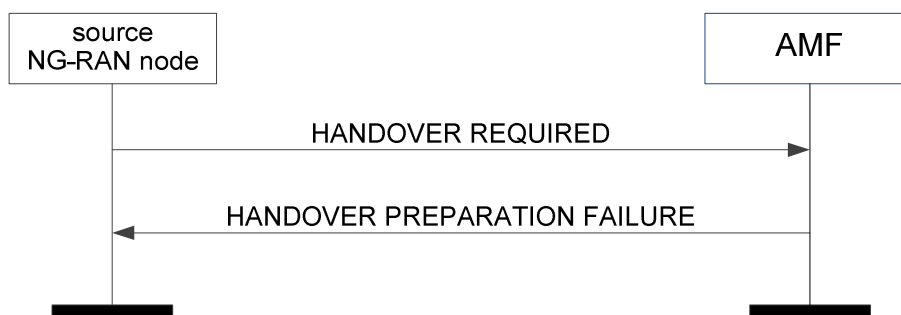 source
NG-RAN node
AMF
HANDOVER REQUIRED
HANDOVER PREPARATION FAILURE